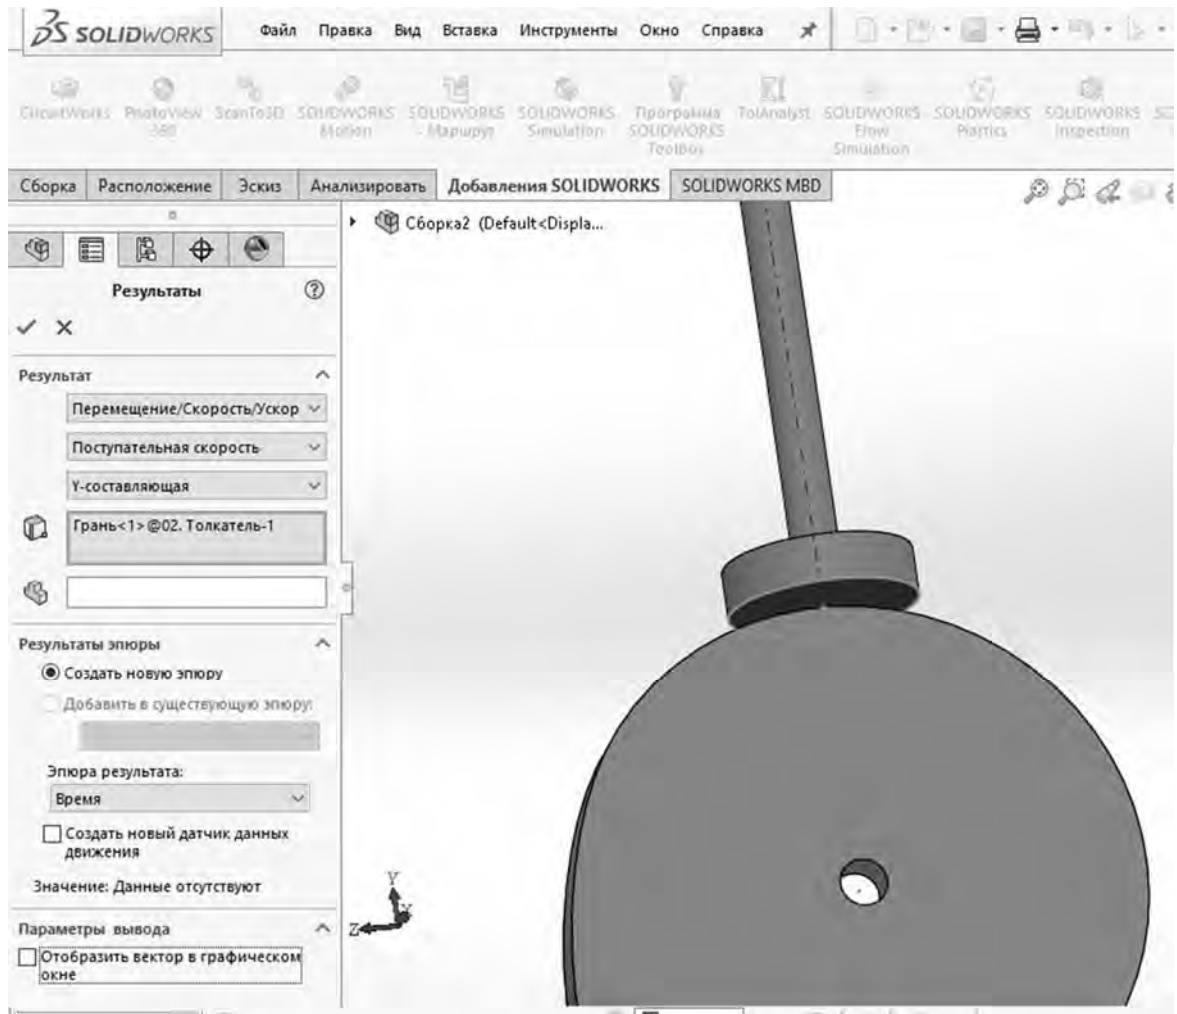 SOLIDWORKS Файл Правка Вид Вставка Инструменты Окно Справка
CircuitWorks PhotoView 360 ScanTo3D SOLIDWORKS Motion SOLIDWORKS - Маршрут SOLIDWORKS Simulation Программа SOLIDWORKS Toolbox TolAnalyst SOLIDWORKS Flow Simulation SOLIDWORKS Plastics SOLIDWORKS Inspection
Сборка Расположение Эскиз Анализировать Добавления SOLIDWORKS SOLIDWORKS MBD
Сборка2 (Default<Displa...
Результаты
Результат
Перемещение/Скорость/Ускор
Поступательная скорость
Y-составляющая
Грань<1>@02. Толкатель-1
Результаты эпюры
Создать новую эпюру
Добавить в существующую эпюру:
Эпюра результата:
Время
Создать новый датчик данных
движения
Значение: Данные отсутствуют
Y
Z
Параметры вывода
Отобразить вектор в графическом
окне